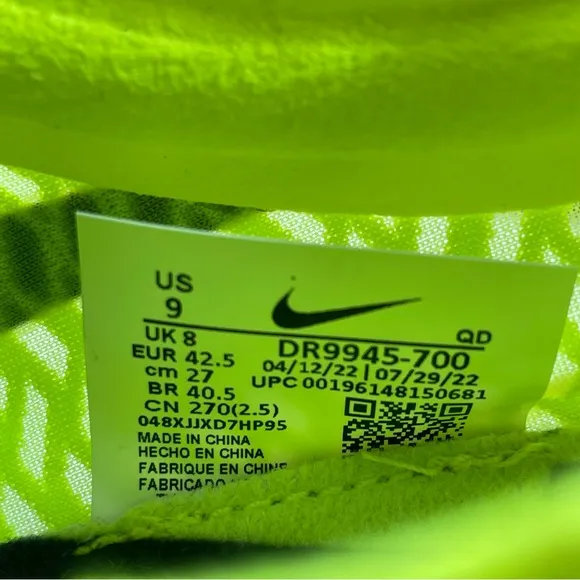 US
9
UK 8
EUR 42.5
cm 27
BR 40.5
CN 270(2.5)
048XJJXD7HP95
MADE IN CHINA
HECHO EN CHINA
FABRIQUE EN CHINE
FABRICADO
QD
DR9945-700
04/12/22 | 07/29/22
UPC 00196148150681